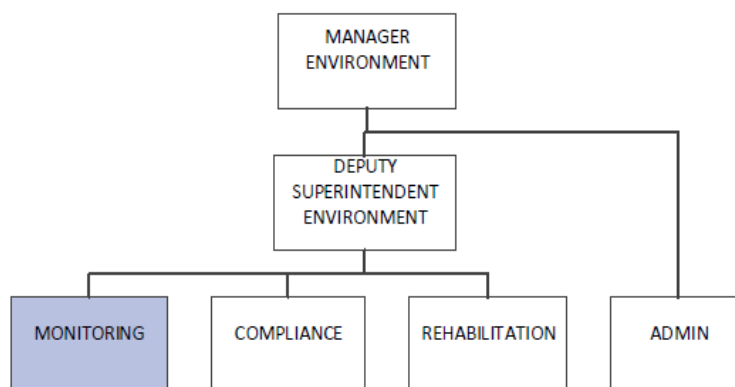 MANAGER
ENVIRONMENT
DEPUTY
SUPERINTENDENT
ENVIRONMENT
MONITORING
COMPLIANCE
REHABILITATION
ADMIN